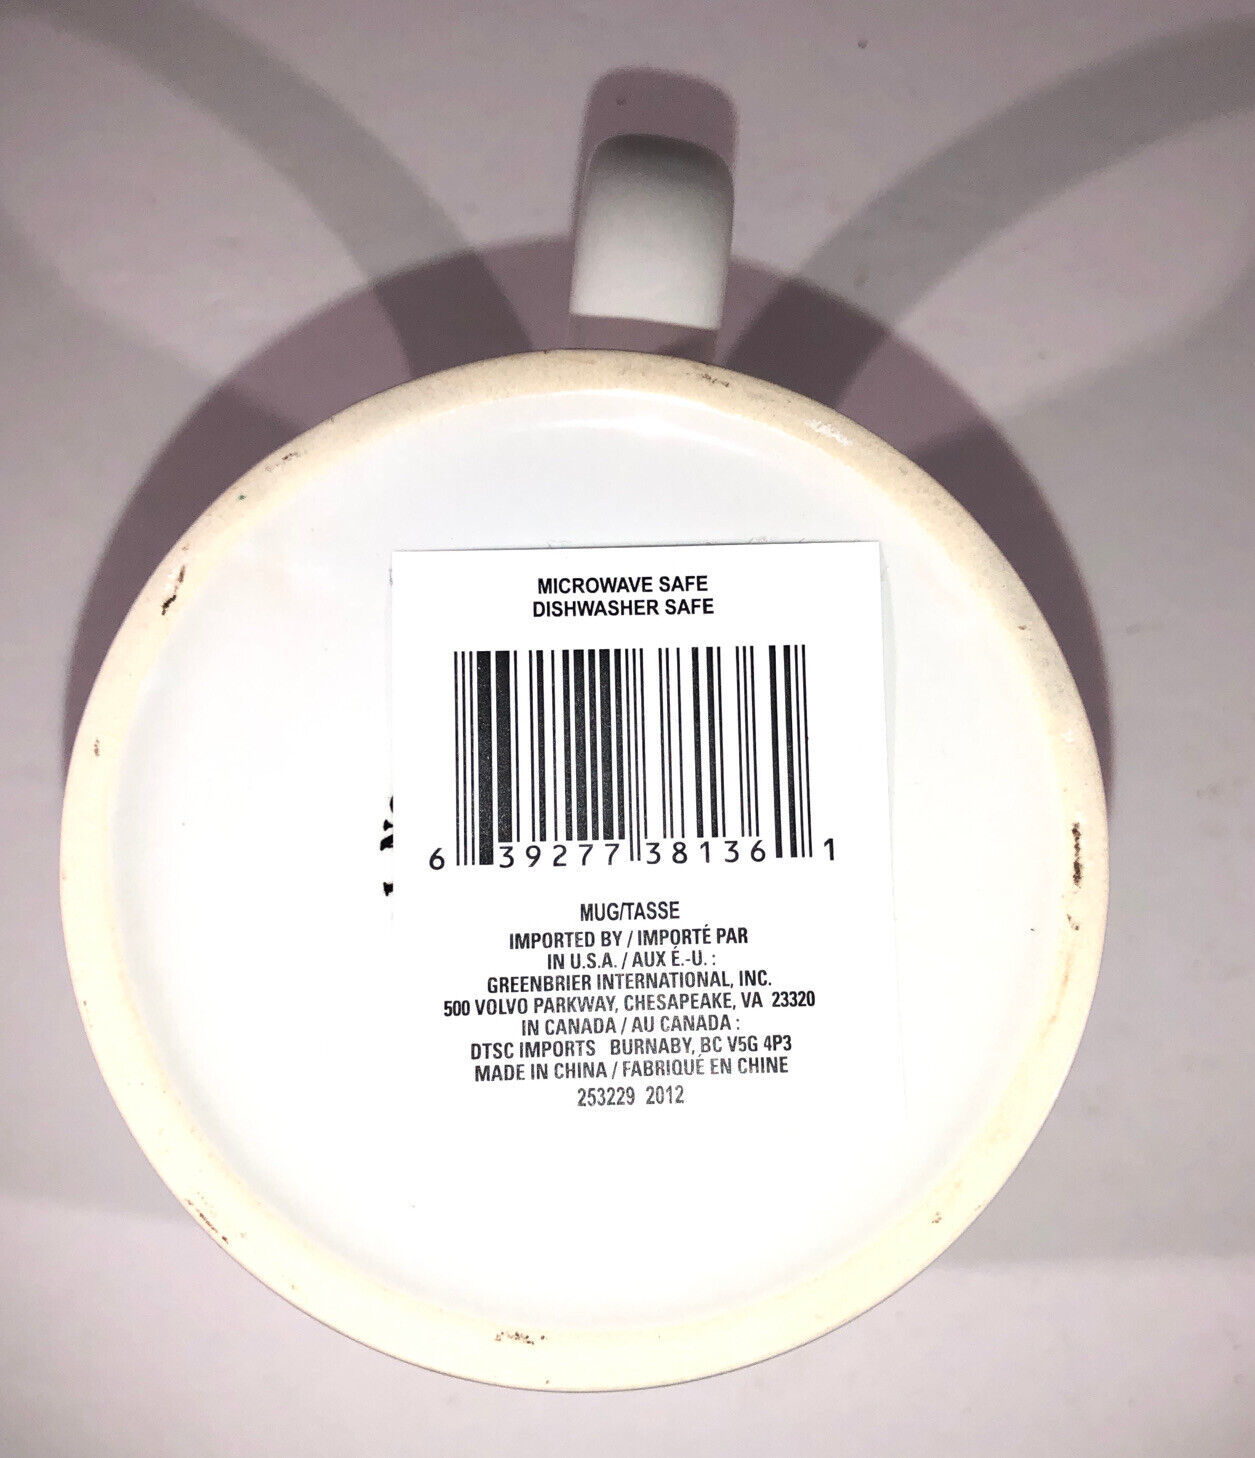 MICROWAVE SAFE
DISHWASHER SAFE
6 39277 38136 1
MUG/TASSE
IMPORTED BY / IMPORTÉ PAR
IN U.S.A. / AUX É.-U. :
GREENBRIER INTERNATIONAL, INC.
500 VOLVO PARKWAY, CHESAPEAKE, VA 23320
IN CANADA / AU CANADA :
DTSC IMPORTS BURNABY, BC V5G 4P3
MADE IN CHINA / FABRIQUÉ EN CHINE
253229 2012